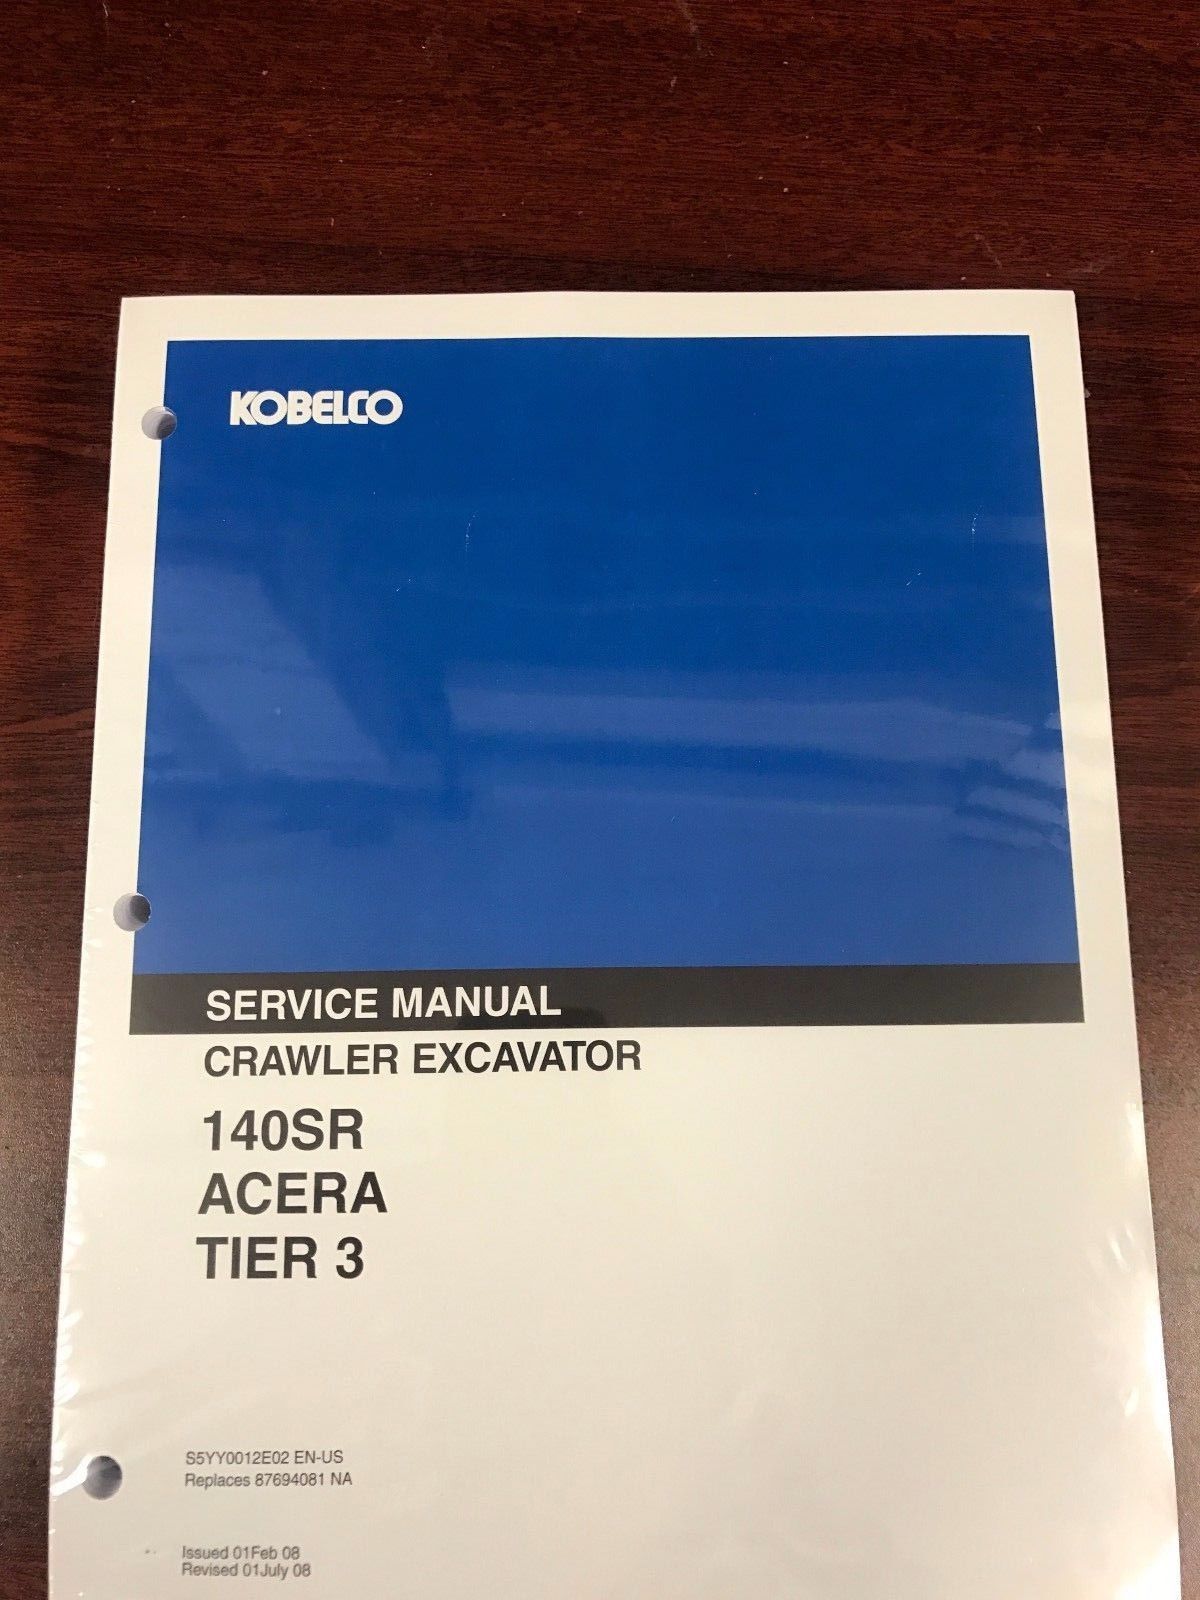 KOBELCO
SERVICE MANUAL
CRAWLER EXCAVATOR
140SR
ACERA
TIER 3
S5YY0012E02 EN-US
Replaces 87694081 NA
Issued 01Feb 08
Revised 01July 08